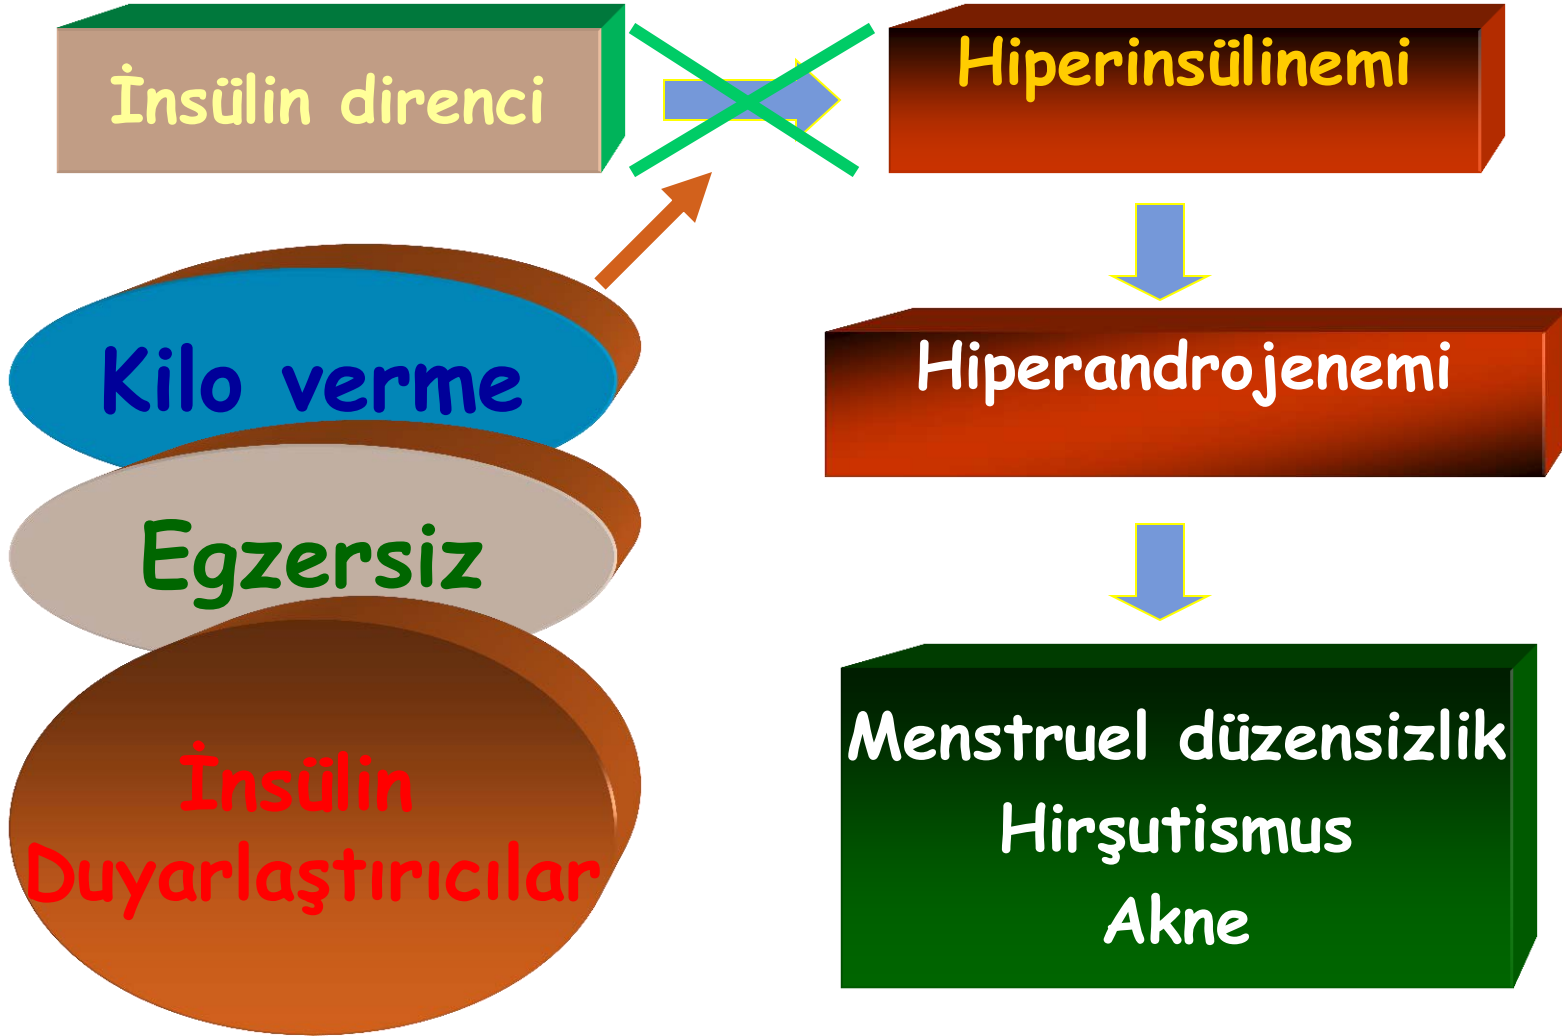 İnsülin direnci
Hiperinsülinemi
Kilo verme
Hiperandrojenemi
Egzersiz
İnsülin
Duyarlaştırıcılar
Menstruel düzensizlik
Hirşutismus
Akne